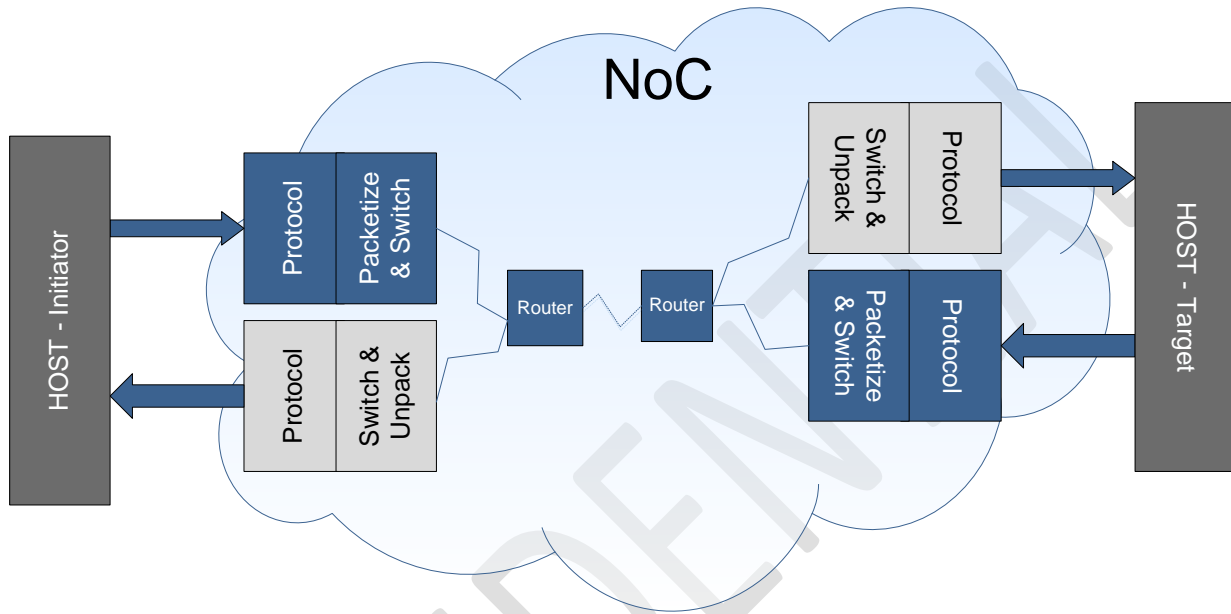 NoC
HOST - Initiator
Protocol
Packetize
& Switch
Protocol
Switch &
Unpack
Router
Router
Switch &
Unpack
Protocol
Packetize
& Switch
Protocol
HOST - Target